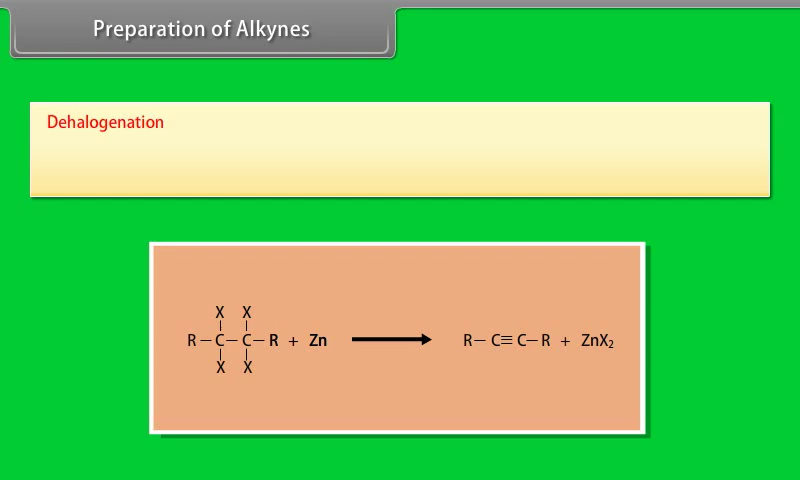 Preparation of Alkynes
Dehalogenation
X X
R — C — C — R + Zn ⟶ R — C ≡ C — R + ZnX₂
X X